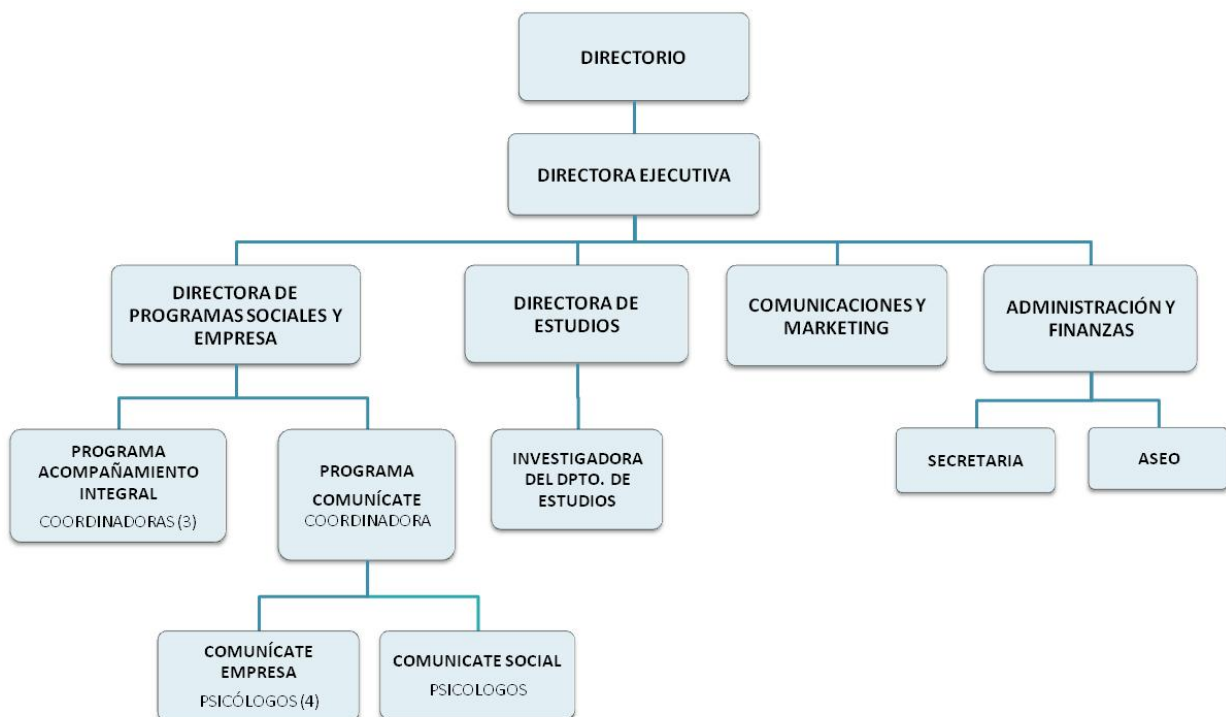 DIRECTORIO
DIRECTORA EJECUTIVA
DIRECTORA DE
PROGRAMAS SOCIALES Y
EMPRESA
DIRECTORA DE
ESTUDIOS
COMUNICACIONES Y
MARKETING
ADMINISTRACIÓN Y
FINANZAS
PROGRAMA
ACOMPAÑAMIENTO
INTEGRAL
COORDINADORAS (3)
PROGRAMA
COMUNÍCATE
COORDINADORA
INVESTIGADORA
DEL DPTO. DE
ESTUDIOS
SECRETARIA
ASEO
COMUNÍCATE
EMPRESA
PSICÓLOGOS (4)
COMUNICATE SOCIAL
PSICOLOGOS